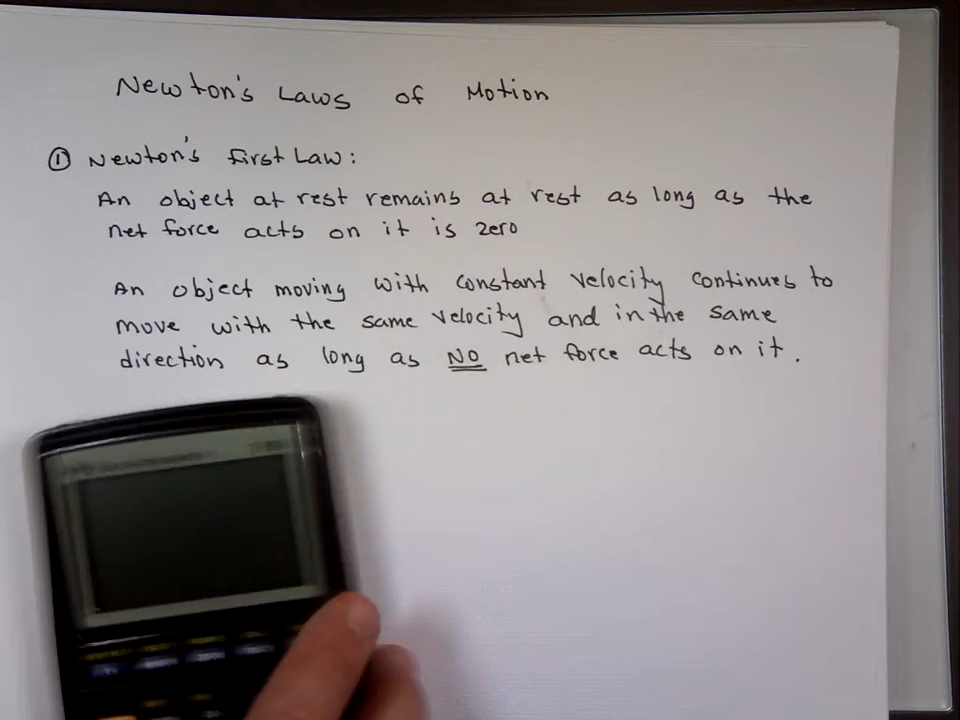 Newton's Laws of Motion
① Newton's First Law:
An object at rest remains at rest as long as the
net force acts on it is zero
An object moving with constant velocity continues to
move with the same velocity and in the same
direction as long as NO net force acts on it.